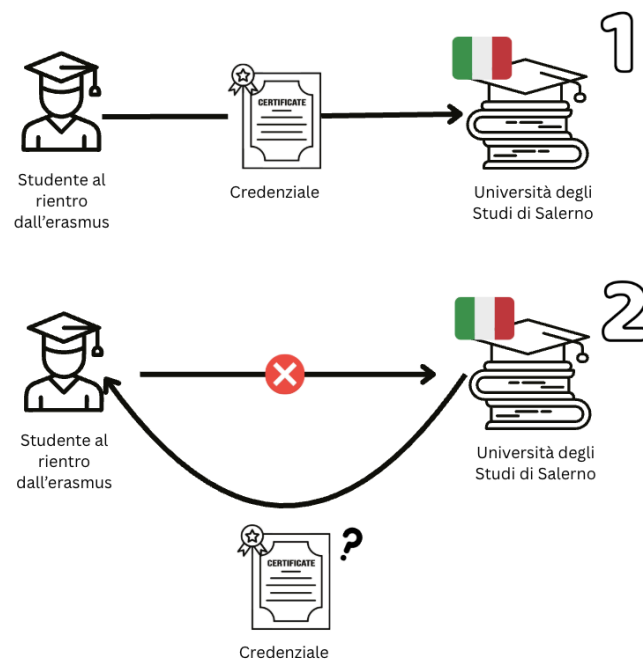 1
CERTIFICATE
Studente al
rientro
dall'erasmus
Credenziale
Università degli
Studi di Salerno
2
Studente al
rientro
dall'erasmus
Università degli
Studi di Salerno
?
CERTIFICATE
Credenziale